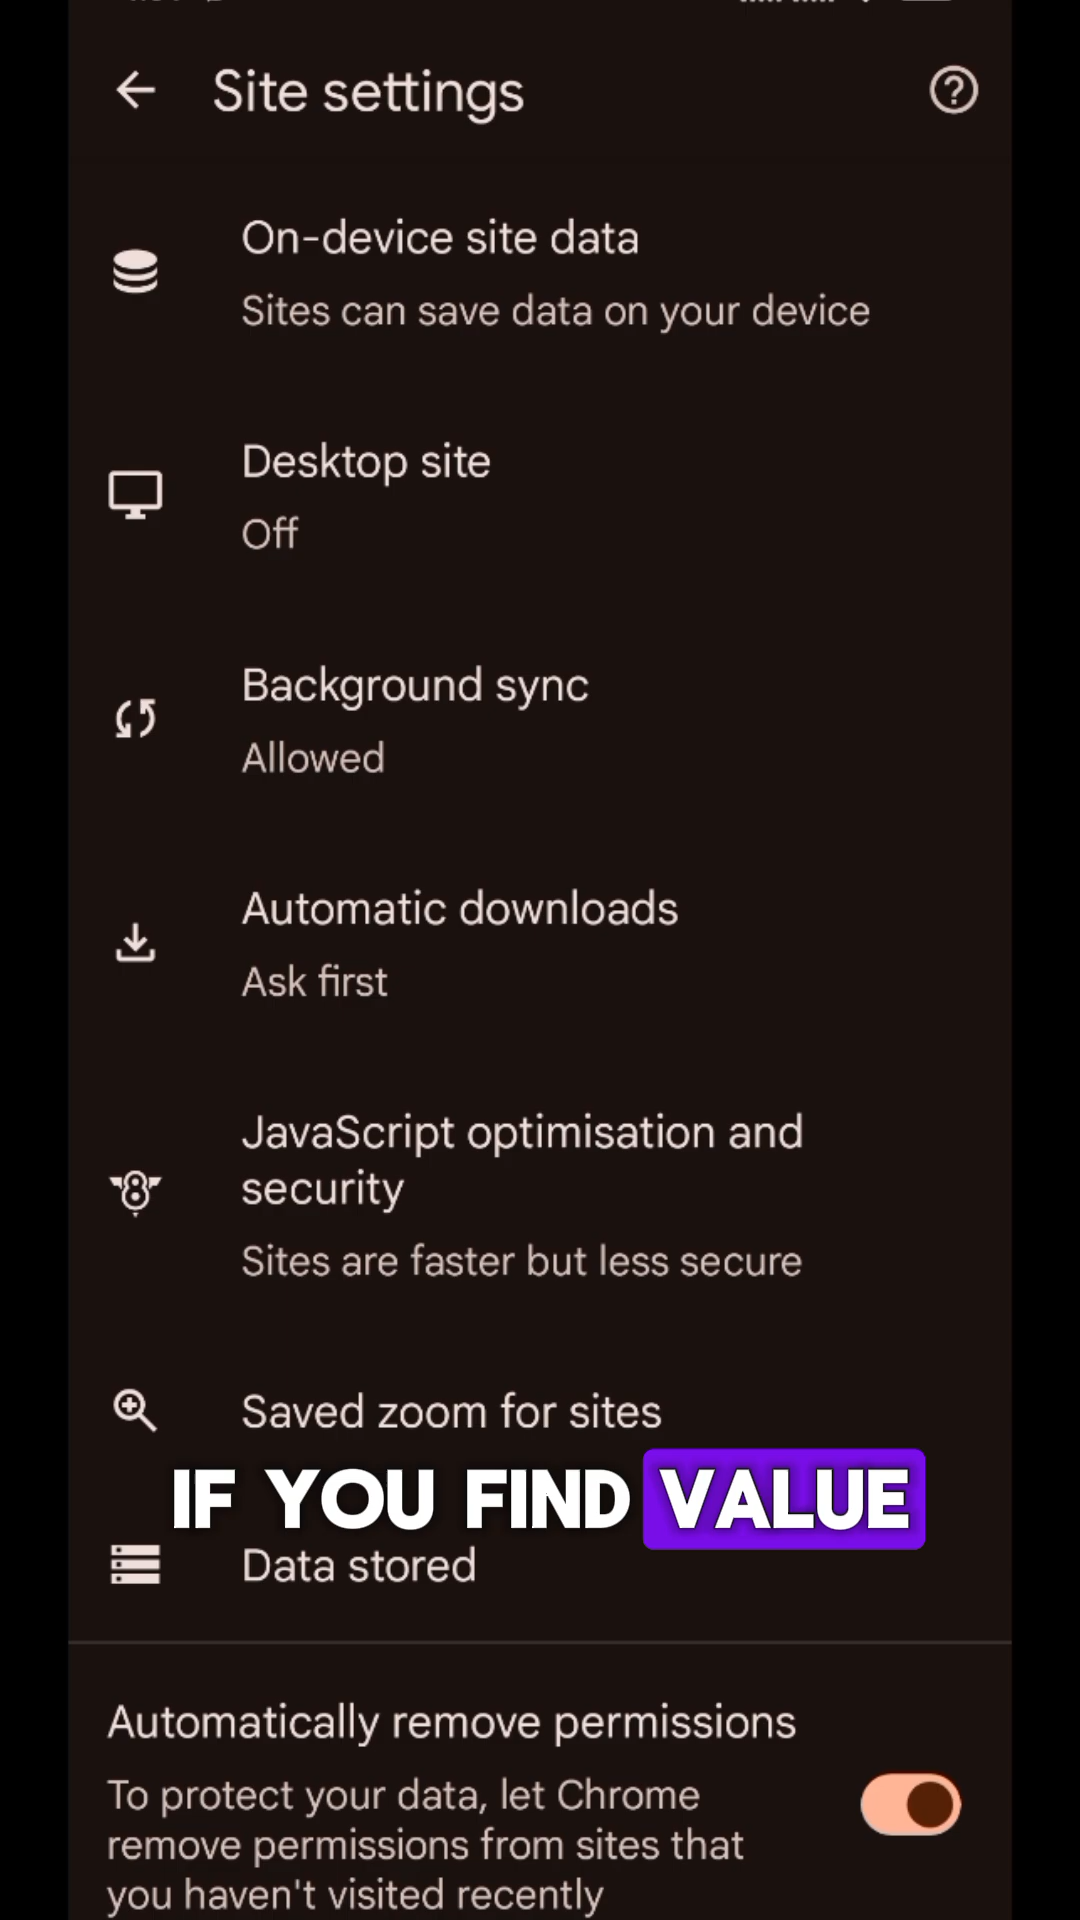 Site settings
On-device site data
Sites can save data on your device
Desktop site
Off
Background sync
Allowed
Automatic downloads
Ask first
JavaScript optimisation and
security
Sites are faster but less secure
Saved zoom for sites
IF YOU FIND VALUE
Data stored
Automatically remove permissions
To protect your data, let Chrome
remove permissions from sites that
you haven't visited recently